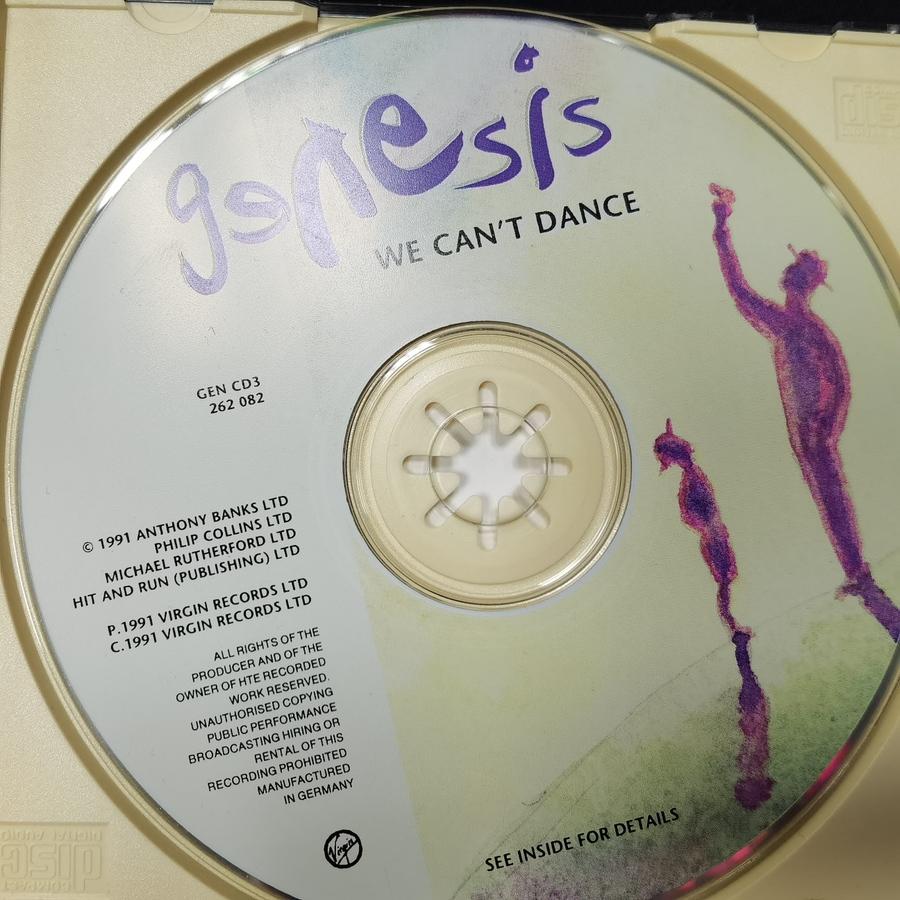 genesis
WE CAN'T DANCE
GEN CD3
262 082
© 1991 ANTHONY BANKS LTD
PHILIP COLLINS LTD
MICHAEL RUTHERFORD LTD
HIT AND RUN (PUBLISHING) LTD
P.1991 VIRGIN RECORDS LTD
C.1991 VIRGIN RECORDS LTD
ALL RIGHTS OF THE
PRODUCER AND OF THE
OWNER OF HTE RECORDED
WORK RESERVED.
UNAUTHORISED COPYING
PUBLIC PERFORMANCE
BROADCASTING HIRING OR
RENTAL OF THIS
RECORDING PROHIBITED
MANUFACTURED
IN GERMANY
Virgin
SEE INSIDE FOR DETAILS
COMPACT
disc
DIGITAL AUDIO